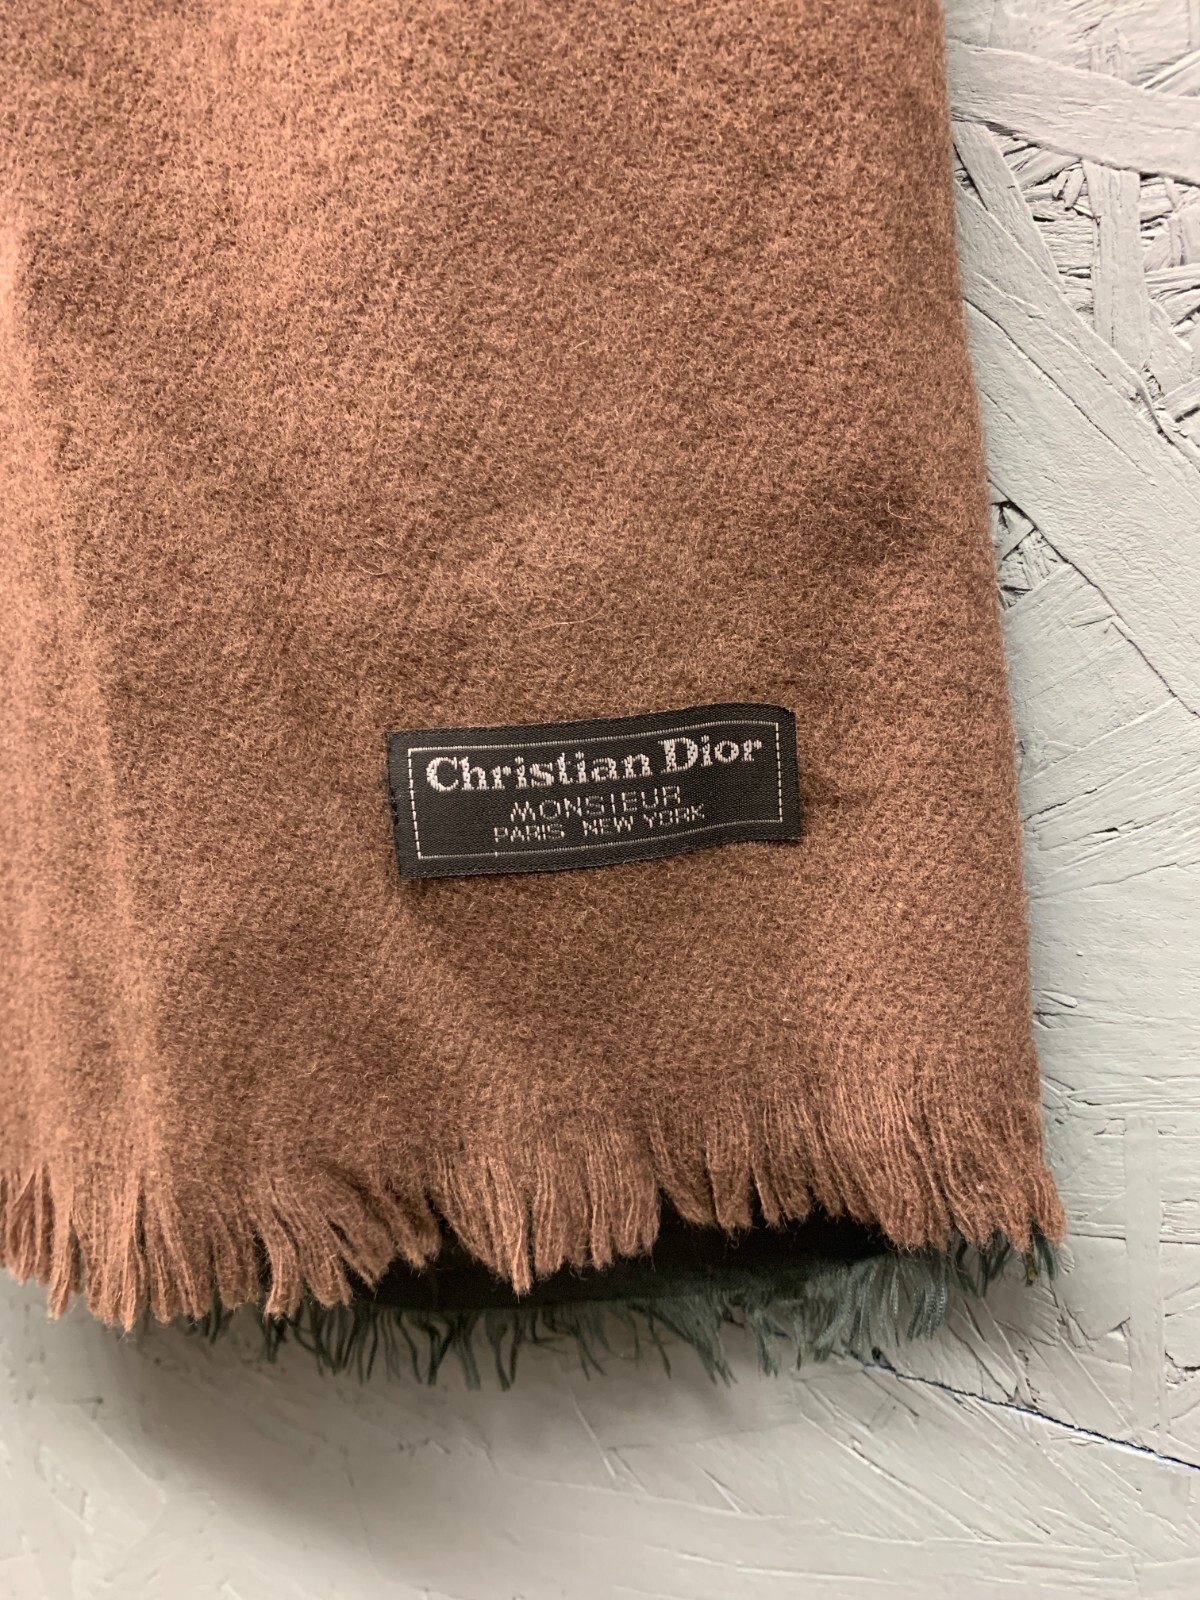 Christian Dior
MONSIEUR
PARIS NEW YORK